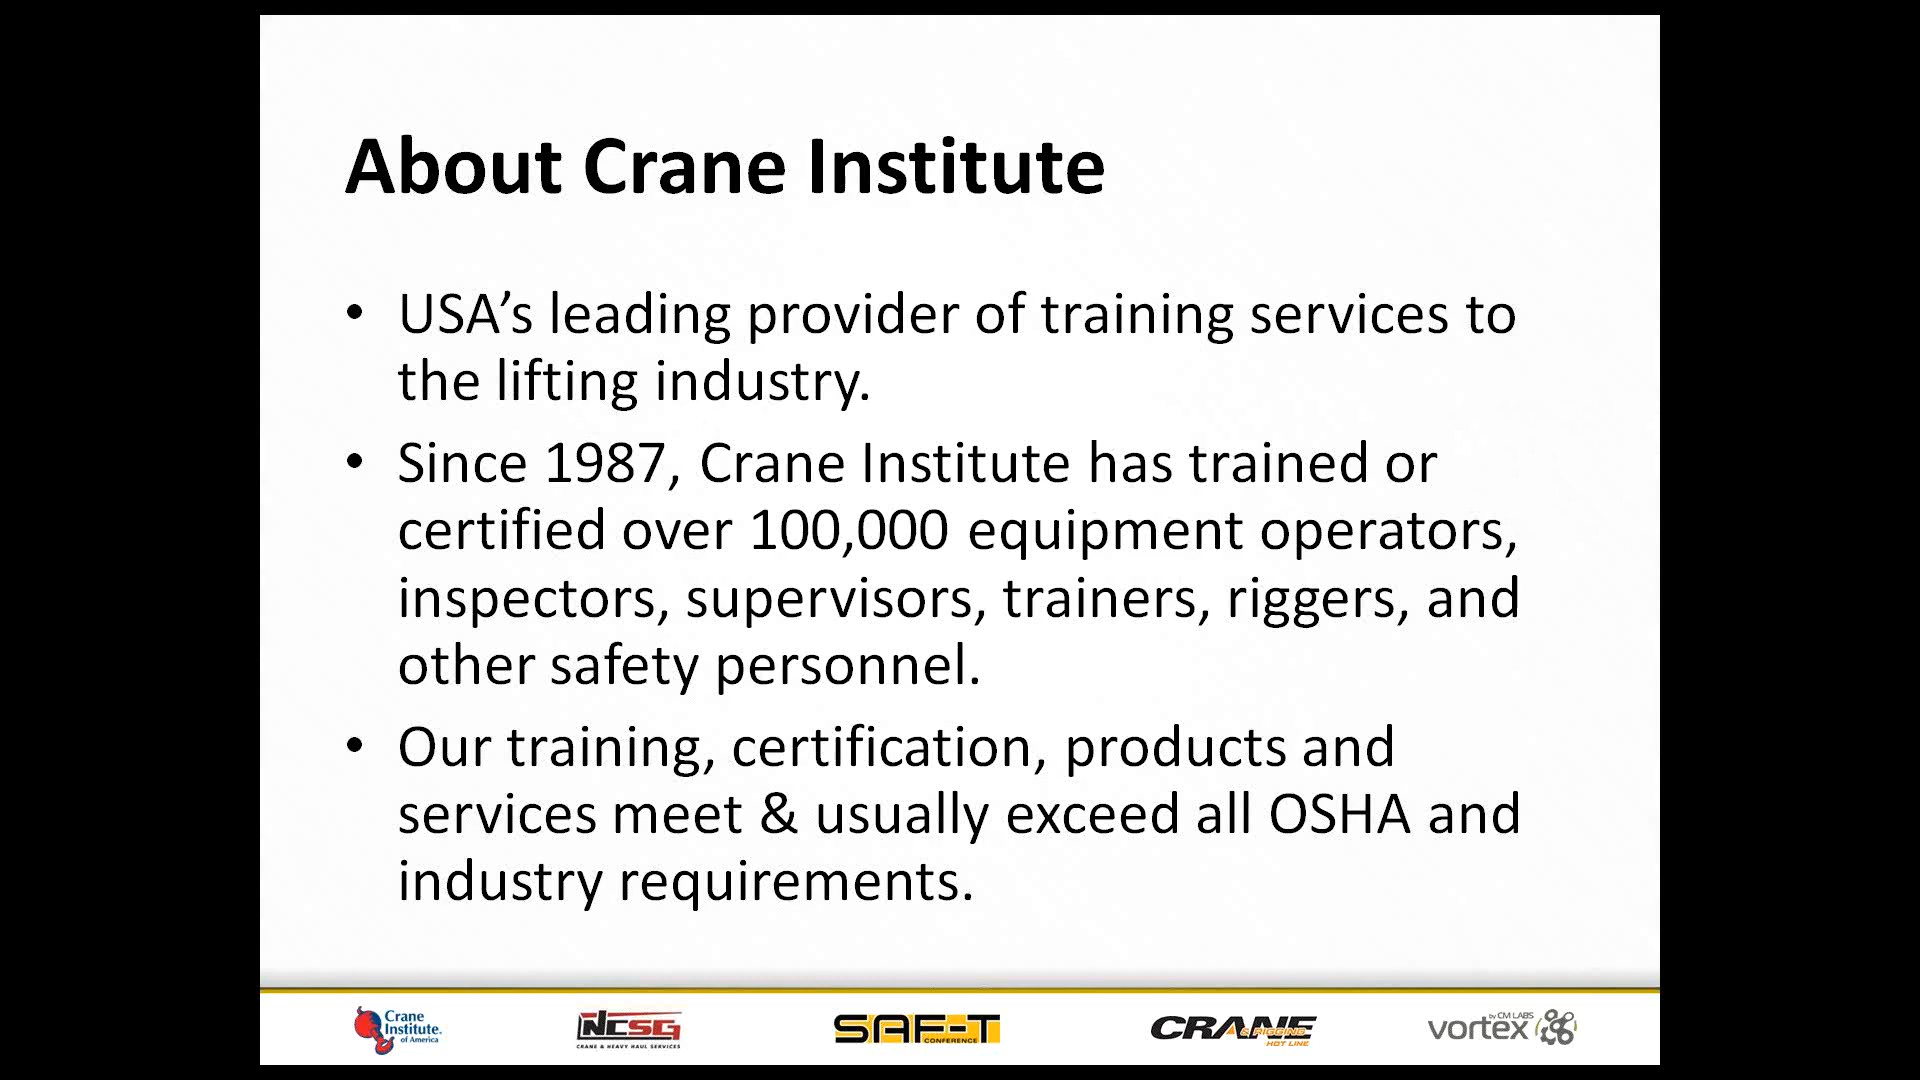 About Crane Institute
• USA’s leading provider of training services to
the lifting industry.
• Since 1987, Crane Institute has trained or
certified over 100,000 equipment operators,
inspectors, supervisors, trainers, riggers, and
other safety personnel.
• Our training, certification, products and
services meet & usually exceed all OSHA and
industry requirements.
Crane
Institute.
of America
NCSG
CRANE & HEAVY HAUL SERVICES
SAF-T
CONFERENCE
CRANE
& RIGGING
HOT LINE
by CM LABS
vortex